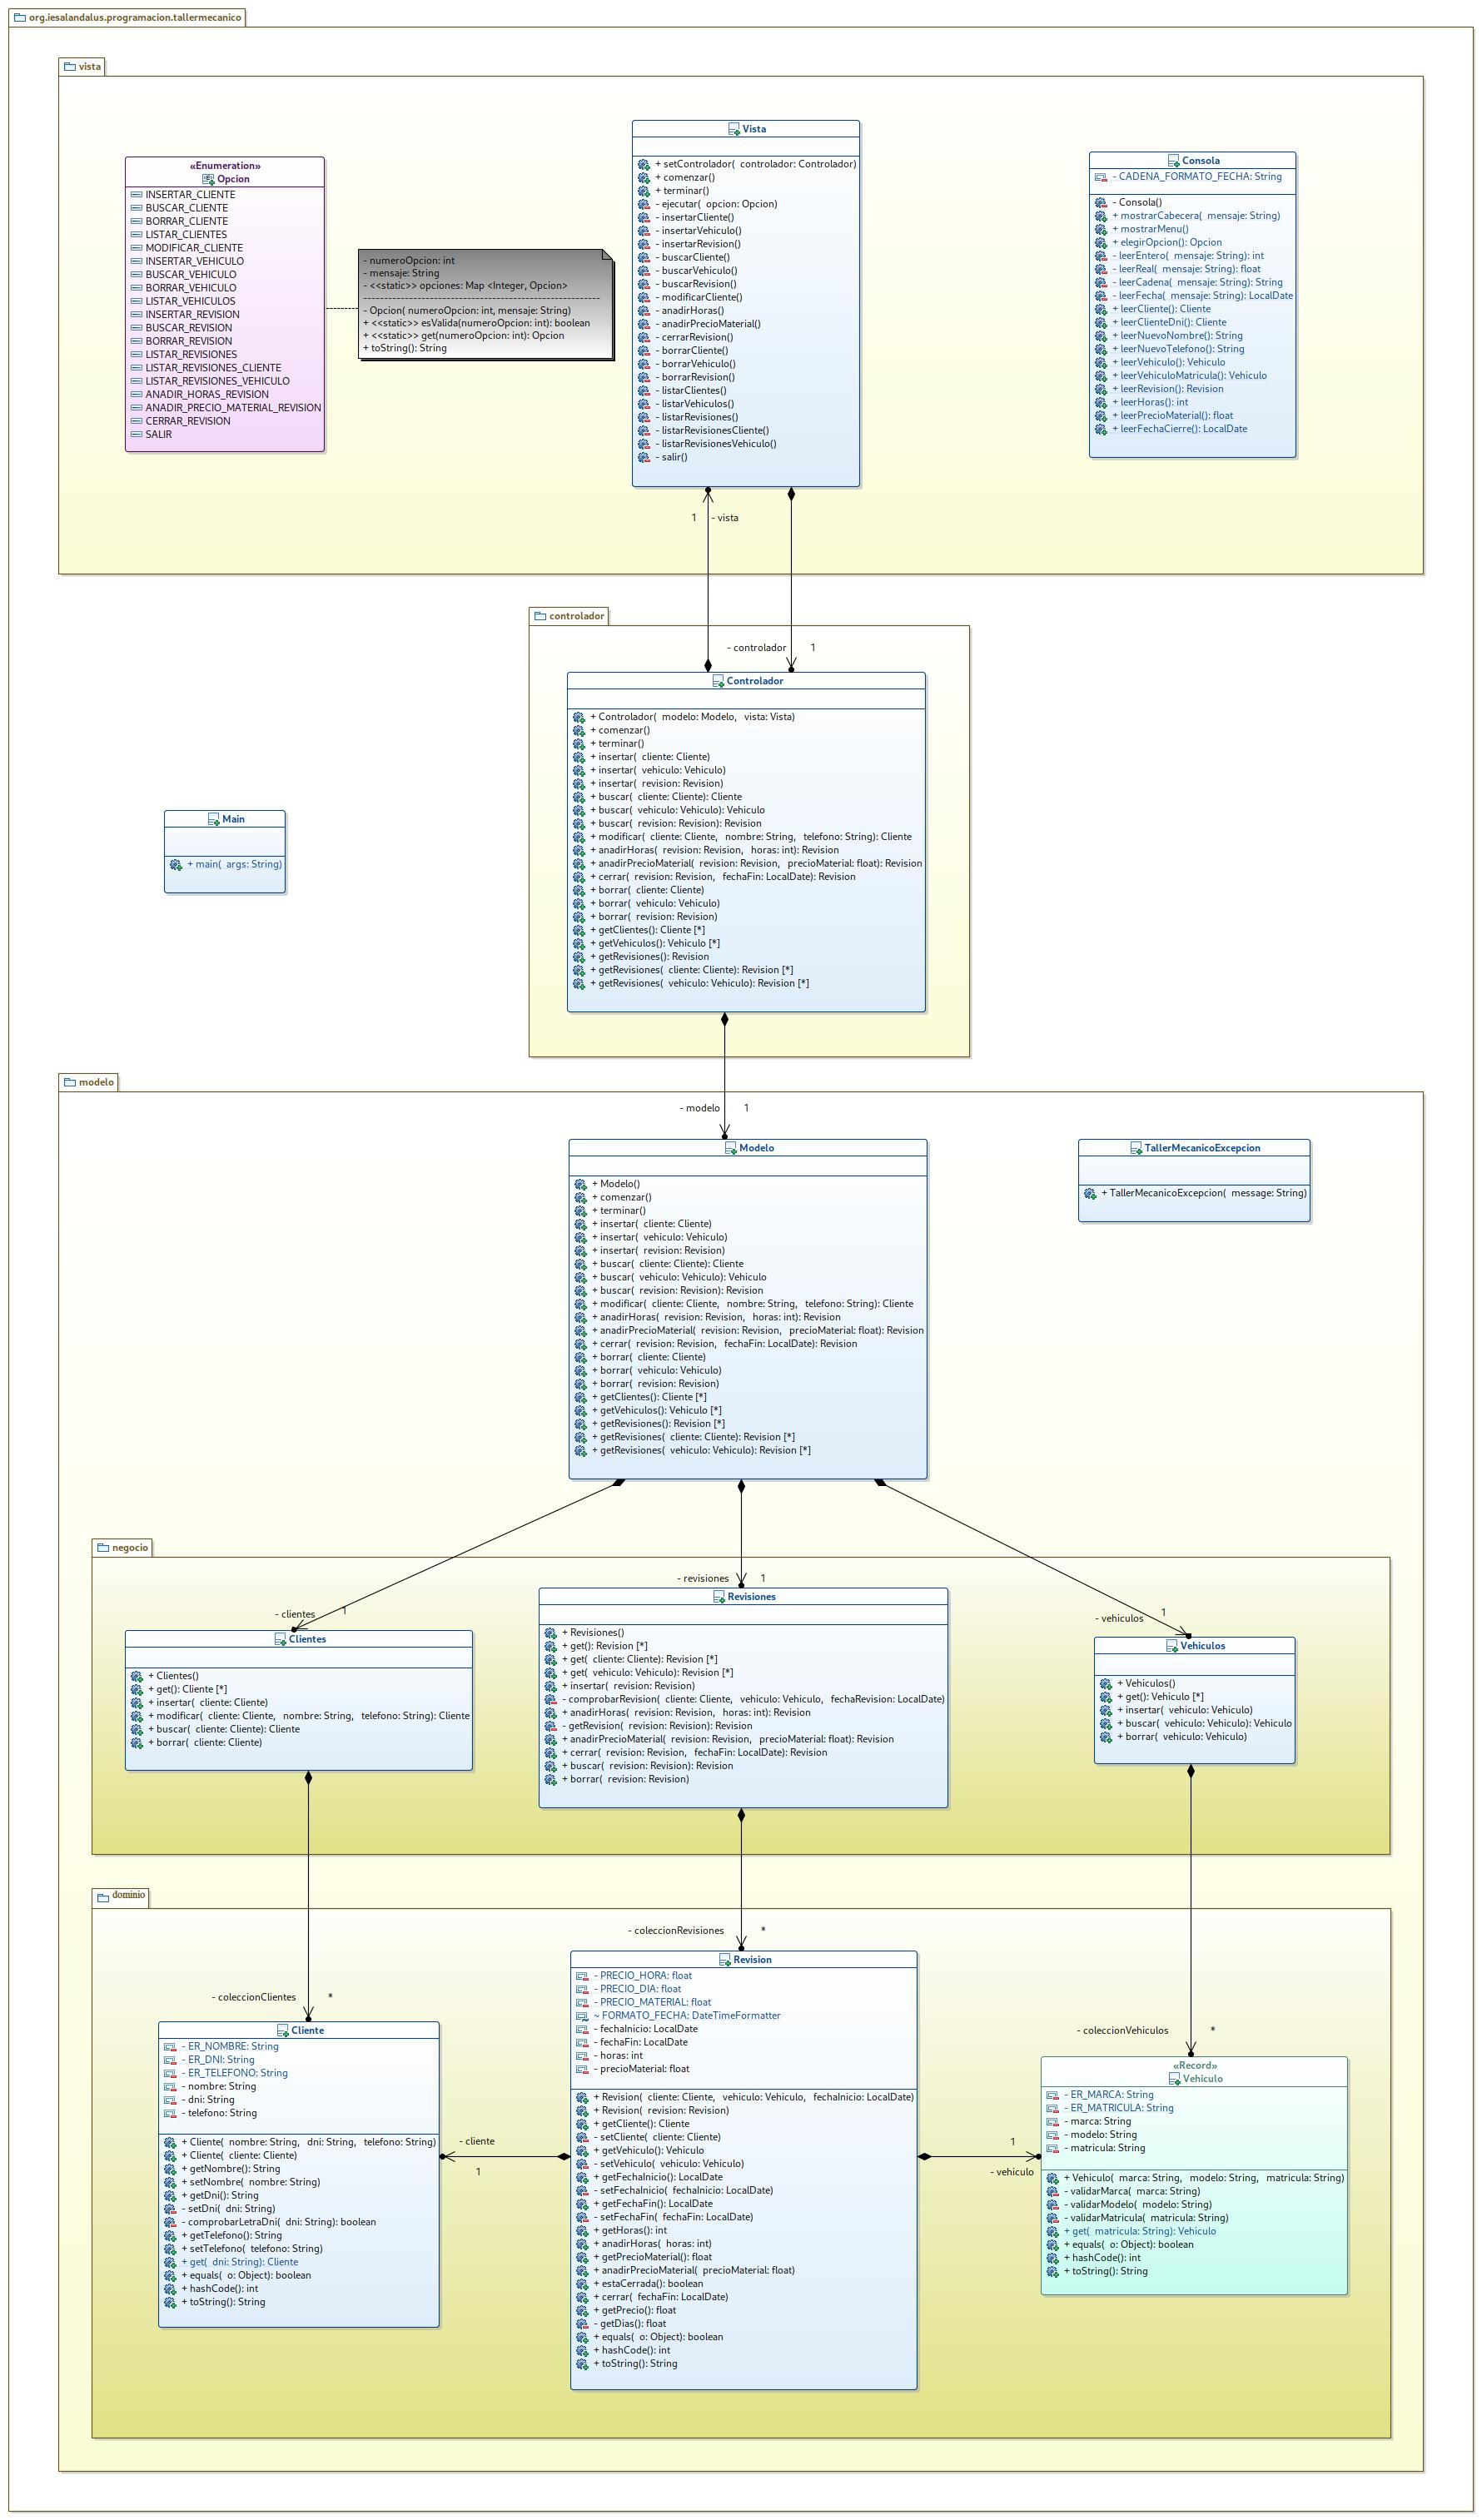 org.iesalandalus.programacion.tallermecanico
vista
«Enumeration»
Opcion
INSERTAR_CLIENTE
BUSCAR_CLIENTE
BORRAR_CLIENTE
LISTAR_CLIENTES
MODIFICAR_CLIENTE
INSERTAR_VEHICULO
BUSCAR_VEHICULO
BORRAR_VEHICULO
LISTAR_VEHICULOS
INSERTAR_REVISION
BUSCAR_REVISION
BORRAR_REVISION
LISTAR_REVISIONES
LISTAR_REVISIONES_CLIENTE
LISTAR_REVISIONES_VEHICULO
ANADIR_HORAS_REVISION
ANADIR_PRECIO_MATERIAL_REVISION
CERRAR_REVISION
SALIR
- numeroOpcion: int
- mensaje: String
- <<static>> opciones: Map <Integer, Opcion>
------------------------------------------------------------
- Opcion( numeroOpcion: int, mensaje: String)
+ <<static>> esValida(numeroOpcion: int): boolean
+ <<static>> get(numeroOpcion: int): Opcion
+ toString(): String
Vista
+ setControlador( controlador: Controlador)
+ comenzar()
+ terminar()
- ejecutar( opcion: Opcion)
- insertarCliente()
- insertarVehiculo()
- insertarRevision()
- buscarCliente()
- buscarVehiculo()
- buscarRevision()
- modificarCliente()
- anadirHoras()
- anadirPrecioMaterial()
- cerrarRevision()
- borrarCliente()
- borrarVehiculo()
- borrarRevision()
- listarClientes()
- listarVehiculos()
- listarRevisiones()
- listarRevisionesCliente()
- listarRevisionesVehiculo()
- salir()
Consola
- CADENA_FORMATO_FECHA: String
- Consola()
+ mostrarCabecera( mensaje: String)
+ mostrarMenu()
+ elegirOpcion(): Opcion
- leerEntero( mensaje: String): int
- leerReal( mensaje: String): float
- leerCadena( mensaje: String): String
- leerFecha( mensaje: String): LocalDate
+ leerCliente(): Cliente
+ leerClienteDni(): Cliente
+ leerNuevoNombre(): String
+ leerNuevoTelefono(): String
+ leerVehiculo(): Vehiculo
+ leerVehiculoMatricula(): Vehiculo
+ leerRevision(): Revision
+ leerHoras(): int
+ leerPrecioMaterial(): float
+ leerFechaCierre(): LocalDate
1 - vista
controlador
- controlador 1
Controlador
+ Controlador( modelo: Modelo, vista: Vista)
+ comenzar()
+ terminar()
+ insertar( cliente: Cliente)
+ insertar( vehiculo: Vehiculo)
+ insertar( revision: Revision)
+ buscar( cliente: Cliente): Cliente
+ buscar( vehiculo: Vehiculo): Vehiculo
+ buscar( revision: Revision): Revision
+ modificar( cliente: Cliente, nombre: String, telefono: String): Cliente
+ anadirHoras( revision: Revision, horas: int): Revision
+ anadirPrecioMaterial( revision: Revision, precioMaterial: float): Revision
+ cerrar( revision: Revision, fechaFin: LocalDate): Revision
+ borrar( cliente: Cliente)
+ borrar( vehiculo: Vehiculo)
+ borrar( revision: Revision)
+ getClientes(): Cliente [*]
+ getVehiculos(): Vehiculo [*]
+ getRevisiones(): Revision
+ getRevisiones( cliente: Cliente): Revision [*]
+ getRevisiones( vehiculo: Vehiculo): Revision [*]
Main
+ main( args: String)
modelo
- modelo 1
Modelo
+ Modelo()
+ comenzar()
+ terminar()
+ insertar( cliente: Cliente)
+ insertar( vehiculo: Vehiculo)
+ insertar( revision: Revision)
+ buscar( cliente: Cliente): Cliente
+ buscar( vehiculo: Vehiculo): Vehiculo
+ buscar( revision: Revision): Revision
+ modificar( cliente: Cliente, nombre: String, telefono: String): Cliente
+ anadirHoras( revision: Revision, horas: int): Revision
+ anadirPrecioMaterial( revision: Revision, precioMaterial: float): Revision
+ cerrar( revision: Revision, fechaFin: LocalDate): Revision
+ borrar( cliente: Cliente)
+ borrar( vehiculo: Vehiculo)
+ borrar( revision: Revision)
+ getClientes(): Cliente [*]
+ getVehiculos(): Vehiculo [*]
+ getRevisiones(): Revision [*]
+ getRevisiones( cliente: Cliente): Revision [*]
+ getRevisiones( vehiculo: Vehiculo): Revision [*]
TallerMecanicoExcepcion
+ TallerMecanicoExcepcion( message: String)
negocio
- clientes 1
- revisiones 1
- vehiculos 1
Clientes
+ Clientes()
+ get(): Cliente [*]
+ insertar( cliente: Cliente)
+ modificar( cliente: Cliente, nombre: String, telefono: String): Cliente
+ buscar( cliente: Cliente): Cliente
+ borrar( cliente: Cliente)
Revisiones
+ Revisiones()
+ get(): Revision [*]
+ get( cliente: Cliente): Revision [*]
+ get( vehiculo: Vehiculo): Revision [*]
+ insertar( revision: Revision)
- comprobarRevision( cliente: Cliente, vehiculo: Vehiculo, fechaRevision: LocalDate)
+ anadirHoras( revision: Revision, horas: int): Revision
- getRevision( revision: Revision): Revision
+ anadirPrecioMaterial( revision: Revision, precioMaterial: float): Revision
+ cerrar( revision: Revision, fechaFin: LocalDate): Revision
+ buscar( revision: Revision): Revision
+ borrar( revision: Revision)
Vehiculos
+ Vehiculos()
+ get(): Vehiculo [*]
+ insertar( vehiculo: Vehiculo)
+ buscar( vehiculo: Vehiculo): Vehiculo
+ borrar( vehiculo: Vehiculo)
dominio
- coleccionClientes *
- coleccionRevisiones *
- coleccionVehiculos *
Cliente
- ER_NOMBRE: String
- ER_DNI: String
- ER_TELEFONO: String
- nombre: String
- dni: String
- telefono: String
+ Cliente( nombre: String, dni: String, telefono: String)
+ Cliente( cliente: Cliente)
+ getNombre(): String
+ setNombre( nombre: String)
+ getDni(): String
- setDni( dni: String)
- comprobarLetraDni( dni: String): boolean
+ getTelefono(): String
+ setTelefono( telefono: String)
+ get( dni: String): Cliente
+ equals( o: Object): boolean
+ hashCode(): int
+ toString(): String
- cliente
1
Revision
- PRECIO_HORA: float
- PRECIO_DIA: float
- PRECIO_MATERIAL: float
~ FORMATO_FECHA: DateTimeFormatter
- fechaInicio: LocalDate
- fechaFin: LocalDate
- horas: int
- precioMaterial: float
+ Revision( cliente: Cliente, vehiculo: Vehiculo, fechaInicio: LocalDate)
+ Revision( revision: Revision)
+ getCliente(): Cliente
- setCliente( cliente: Cliente)
+ getVehiculo(): Vehiculo
- setVehiculo( vehiculo: Vehiculo)
+ getFechaInicio(): LocalDate
- setFechaInicio( fechaInicio: LocalDate)
+ getFechaFin(): LocalDate
- setFechaFin( fechaFin: LocalDate)
+ getHoras(): int
+ anadirHoras( horas: int)
+ getPrecioMaterial(): float
+ anadirPrecioMaterial( precioMaterial: float)
+ estaCerrada(): boolean
+ cerrar( fechaFin: LocalDate)
+ getPrecio(): float
- getDias(): float
+ equals( o: Object): boolean
+ hashCode(): int
+ toString(): String
1
- vehiculo
«Record»
Vehiculo
- ER_MARCA: String
- ER_MATRICULA: String
- marca: String
- modelo: String
- matricula: String
+ Vehiculo( marca: String, modelo: String, matricula: String)
- validarMarca( marca: String)
- validarModelo( modelo: String)
- validarMatricula( matricula: String)
+ get( matricula: String): Vehiculo
+ equals( o: Object): boolean
+ hashCode(): int
+ toString(): String